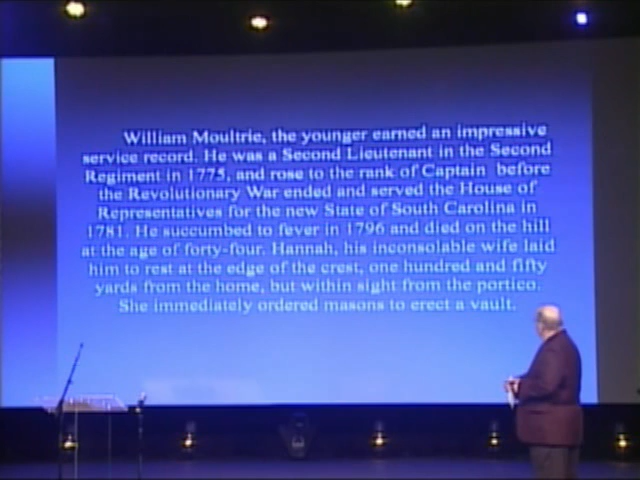 William Moultrie, the younger earned an impressive
service record. He was a Second Lieutenant in the Second
Regiment in 1775, and rose to the rank of Captain before
the Revolutionary War ended and served the House of
Representatives for the new State of South Carolina in
1781. He succumbed to fever in 1796 and died on the hill
at the age of forty-four. Hannah, his inconsolable wife laid
him to rest at the edge of the crest, one hundred and fifty
yards from the home, but within sight from the portico.
She immediately ordered masons to erect a vault.